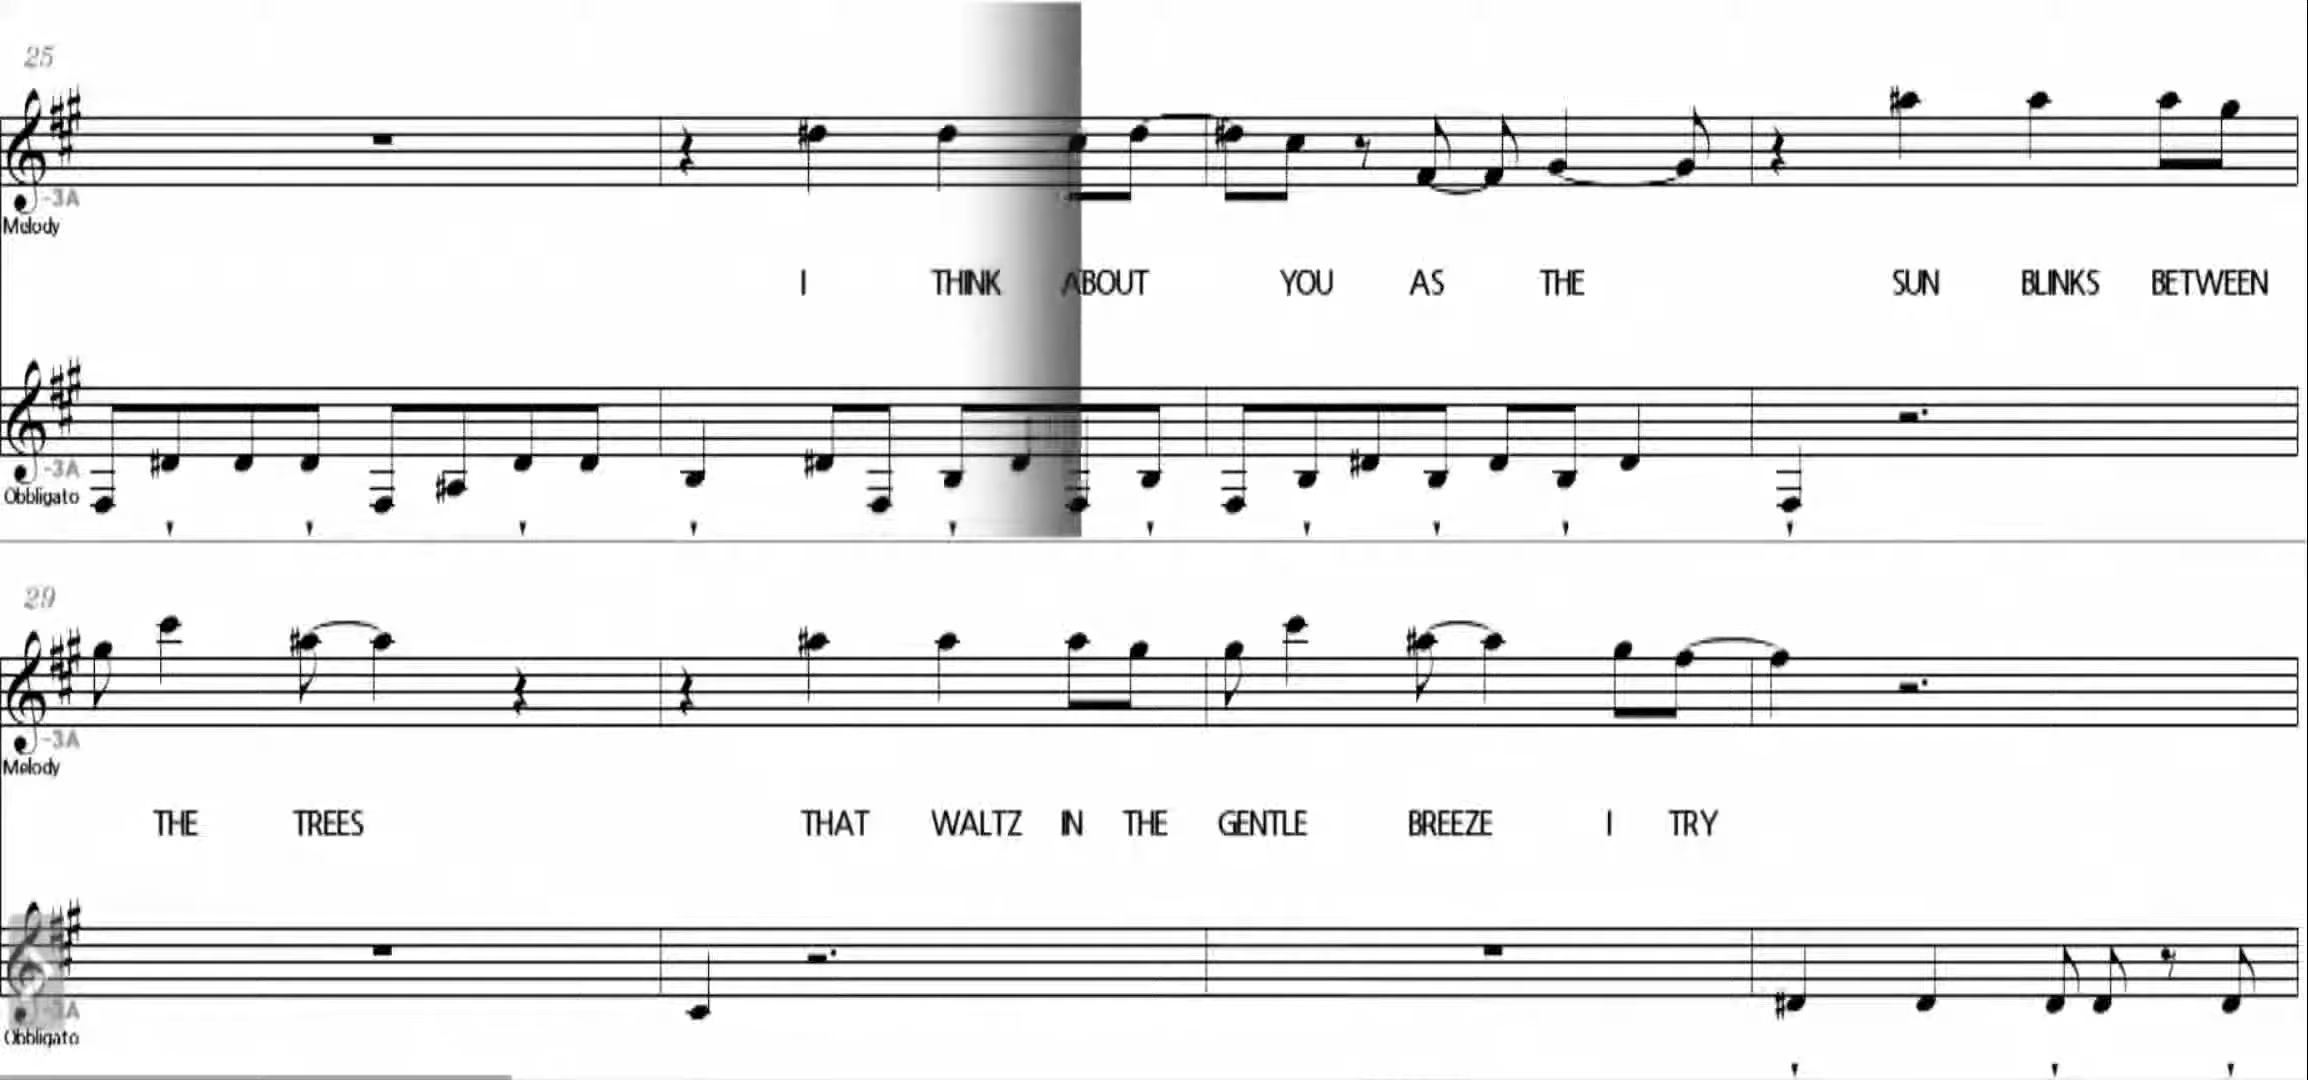 25
-3A
Melody
I THINK ABOUT YOU AS THE SUN BLINKS BETWEEN
-3A
Obbligato
29
-3A
Melody
THE TREES THAT WALTZ IN THE GENTLE BREEZE I TRY
-3A
Obbligato